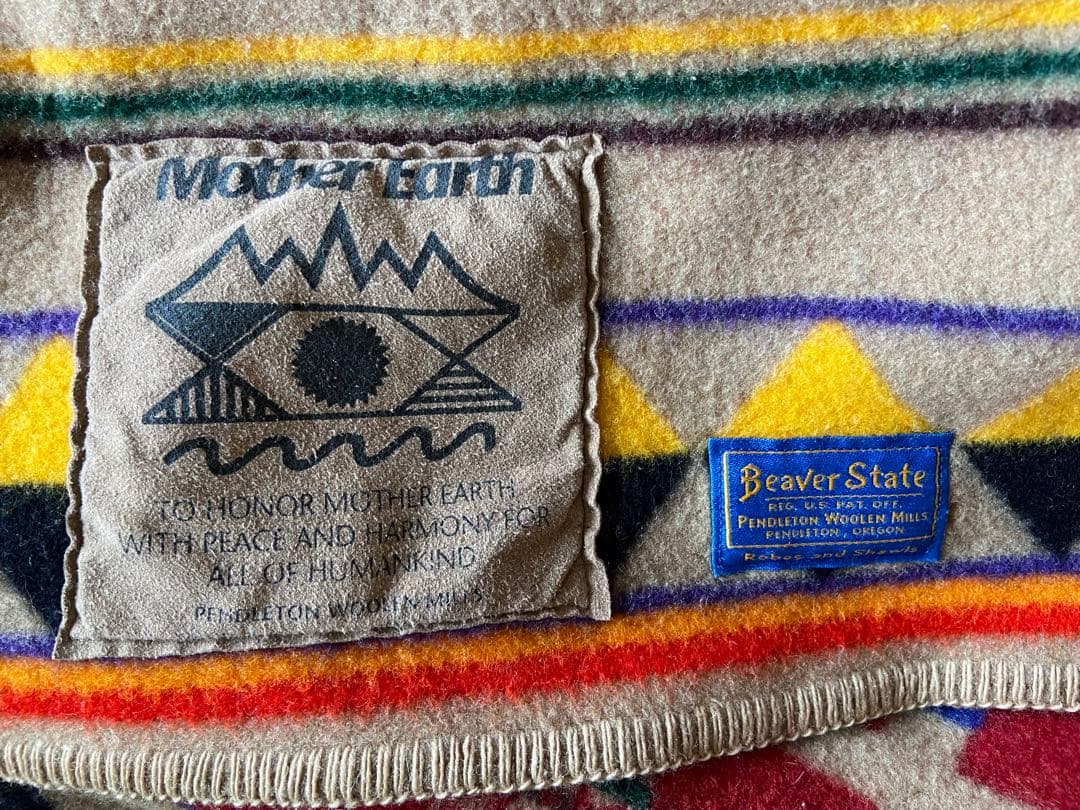 Mother Earth
TO HONOR MOTHER EARTH
WITH PEACE AND HARMONY FOR
ALL OF HUMANKIND
PENDLETON WOOLEN MILLS
Beaver State
REG. U.S. PAT. OFF.
PENDLETON WOOLEN MILLS
PENDLETON, OREGON
Robes and Shawls